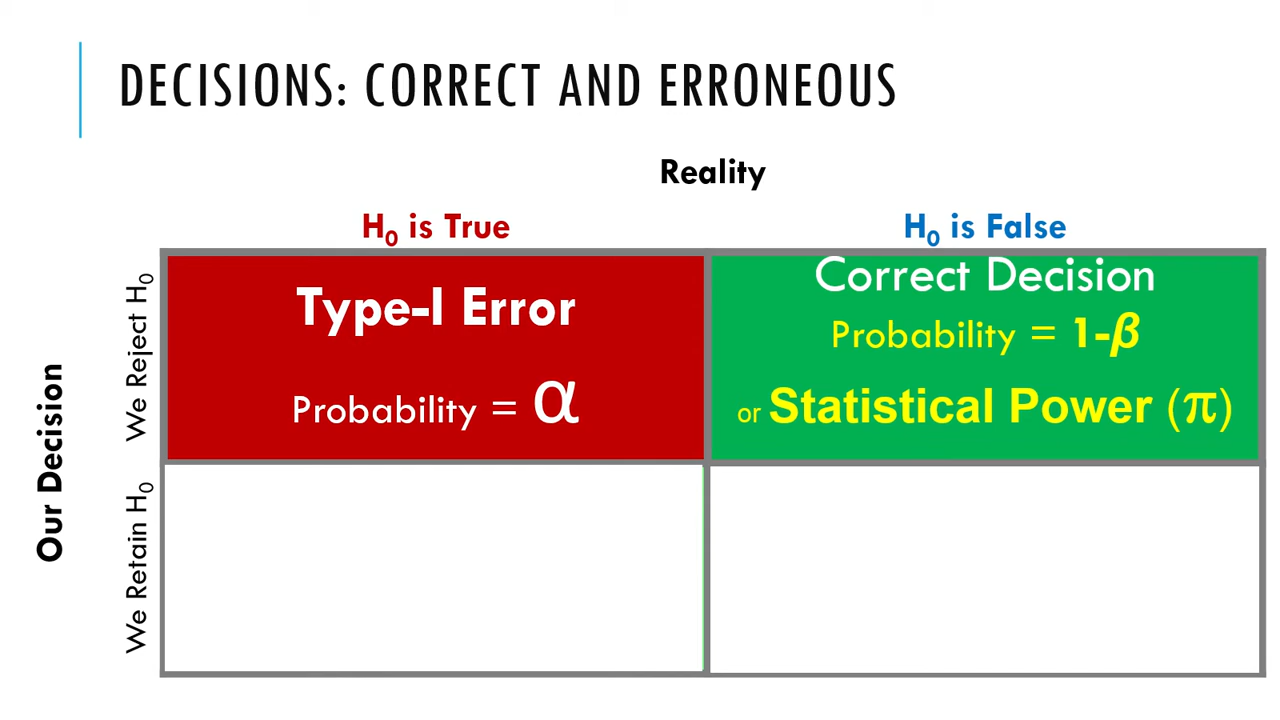 DECISIONS: CORRECT AND ERRONEOUS
Reality
H₀ is True
H₀ is False
Our Decision
We Reject H₀
Type-I Error
Probability = α
Correct Decision
Probability = 1-β
or Statistical Power (π)
We Retain H₀